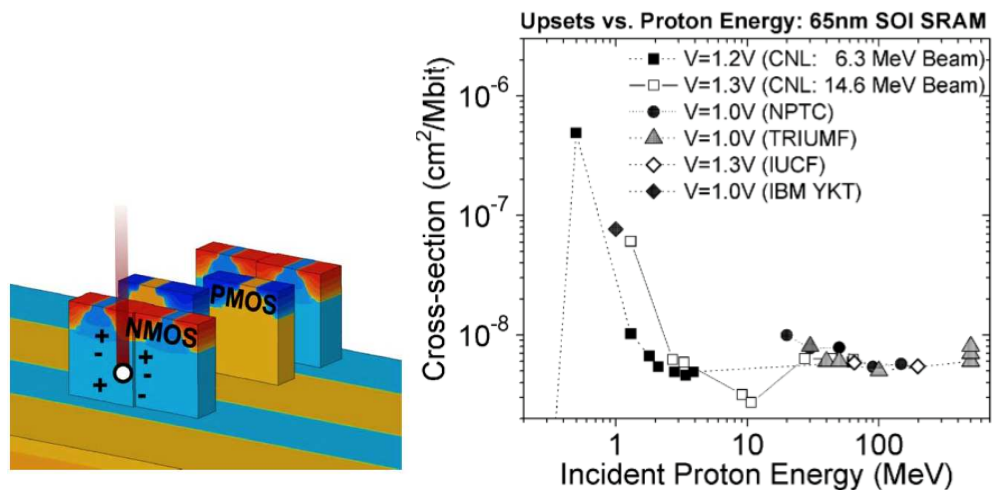 NMOS
PMOS
+
-
+
+
-
-
Upsets vs. Proton Energy: 65nm SOI SRAM
V=1.2V (CNL: 6.3 MeV Beam)
V=1.3V (CNL: 14.6 MeV Beam)
V=1.0V (NPTC)
V=1.0V (TRIUMF)
V=1.3V (IUCF)
V=1.0V (IBM YKT)
Cross-section (cm²/Mbit)
10⁻⁶
10⁻⁷
10⁻⁸
1 10 100
Incident Proton Energy (MeV)